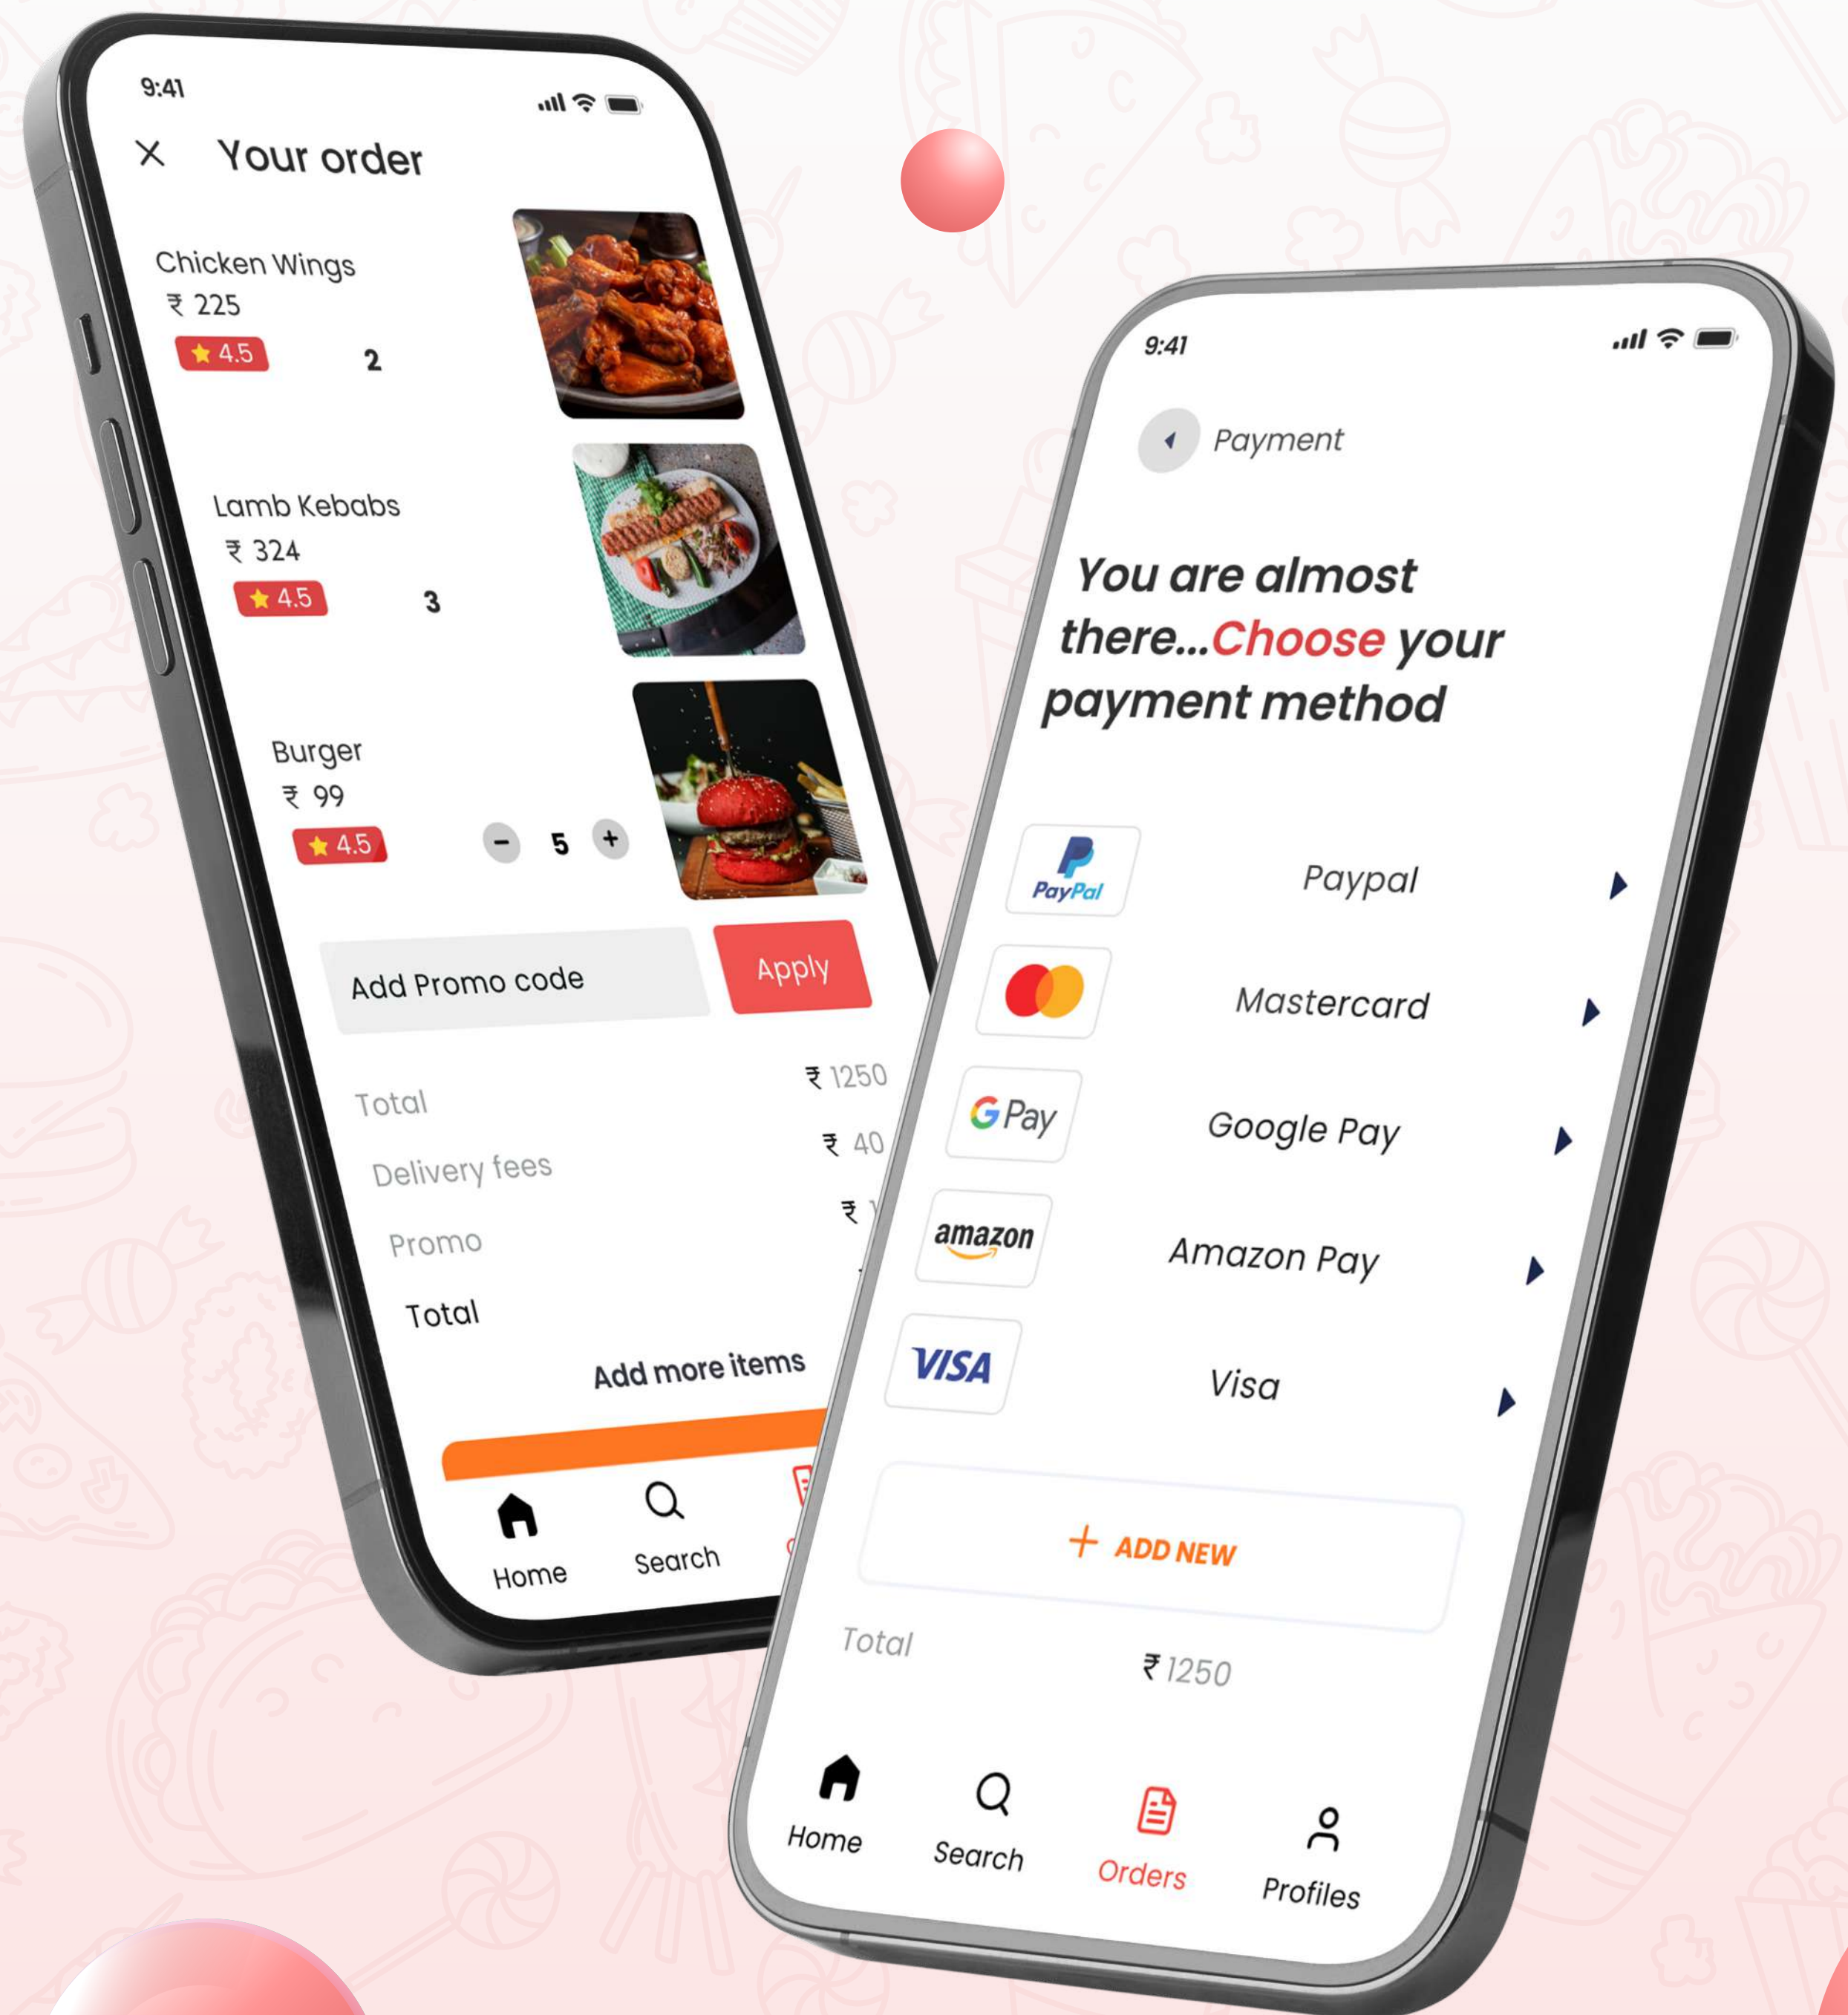 9:41
Your order
Chicken Wings
₹ 225
4.5
2
Lamb Kebabs
₹ 324
4.5
3
Burger
₹ 99
4.5
- 5 +
Add Promo code
Apply
Total ₹ 1250
Delivery fees ₹ 40
Promo ₹
Total
Add more items
Home
Search
9:41
Payment
You are almost
there...Choose your
payment method
PayPal
Paypal
Mastercard
G Pay
Google Pay
amazon
Amazon Pay
VISA
Visa
+ ADD NEW
Total ₹1250
Home
Search
Orders
Profiles